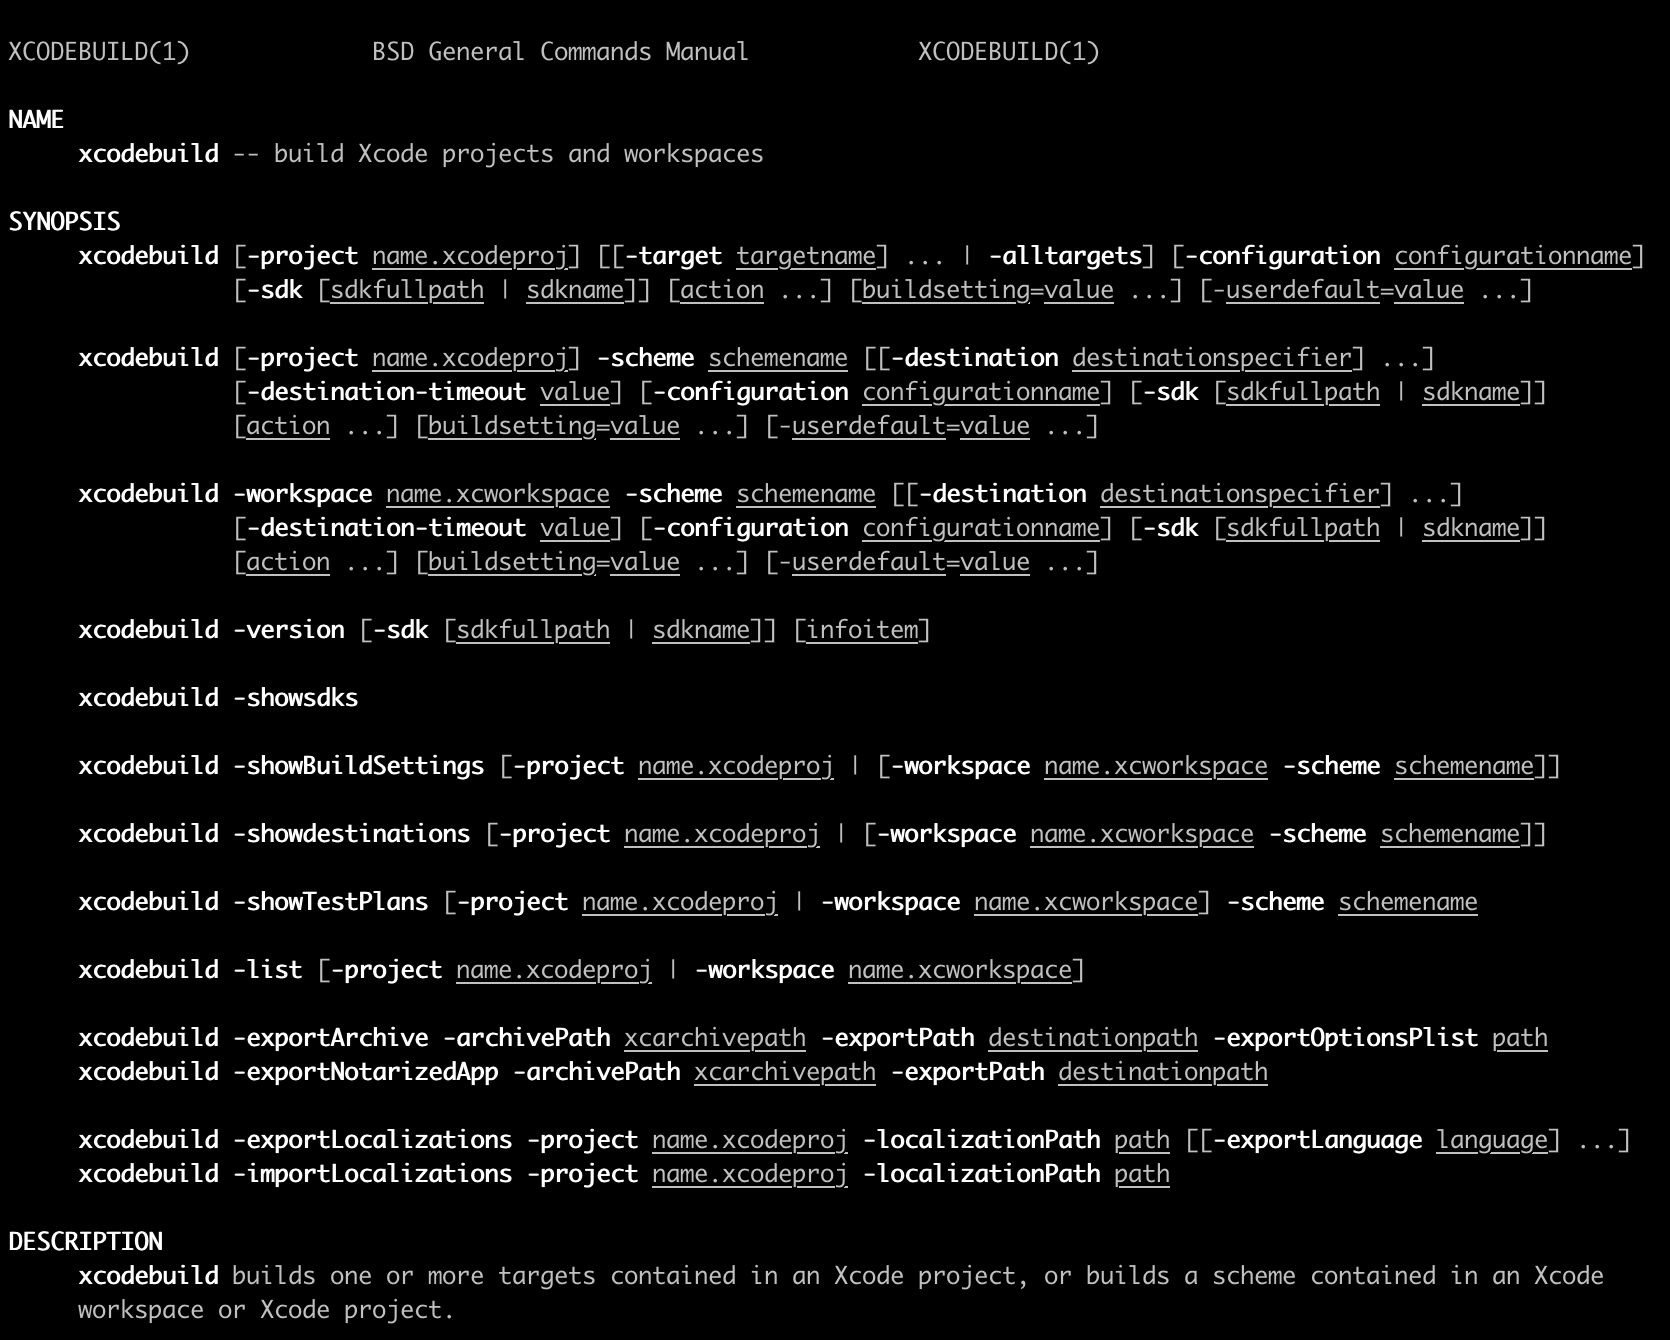 XCODEBUILD(1)             BSD General Commands Manual            XCODEBUILD(1)
NAME
xcodebuild -- build Xcode projects and workspaces
SYNOPSIS
xcodebuild [-project name.xcodeproj] [[-target targetname] ... | -alltargets] [-configuration configurationname]
[-sdk [sdkfullpath | sdkname]] [action ...] [buildsetting=value ...] [-userdefault=value ...]
xcodebuild [-project name.xcodeproj] -scheme schemename [[-destination destinationspecifier] ...]
[-destination-timeout value] [-configuration configurationname] [-sdk [sdkfullpath | sdkname]]
[action ...] [buildsetting=value ...] [-userdefault=value ...]
xcodebuild -workspace name.xcworkspace -scheme schemename [[-destination destinationspecifier] ...]
[-destination-timeout value] [-configuration configurationname] [-sdk [sdkfullpath | sdkname]]
[action ...] [buildsetting=value ...] [-userdefault=value ...]
xcodebuild -version [-sdk [sdkfullpath | sdkname]] [infoitem]
xcodebuild -showsdks
xcodebuild -showBuildSettings [-project name.xcodeproj | [-workspace name.xcworkspace -scheme schemename]]
xcodebuild -showdestinations [-project name.xcodeproj | [-workspace name.xcworkspace -scheme schemename]]
xcodebuild -showTestPlans [-project name.xcodeproj | -workspace name.xcworkspace] -scheme schemename
xcodebuild -list [-project name.xcodeproj | -workspace name.xcworkspace]
xcodebuild -exportArchive -archivePath xcarchivepath -exportPath destinationpath -exportOptionsPlist path
xcodebuild -exportNotarizedApp -archivePath xcarchivepath -exportPath destinationpath
xcodebuild -exportLocalizations -project name.xcodeproj -localizationPath path [[-exportLanguage language] ...]
xcodebuild -importLocalizations -project name.xcodeproj -localizationPath path
DESCRIPTION
xcodebuild builds one or more targets contained in an Xcode project, or builds a scheme contained in an Xcode
workspace or Xcode project.